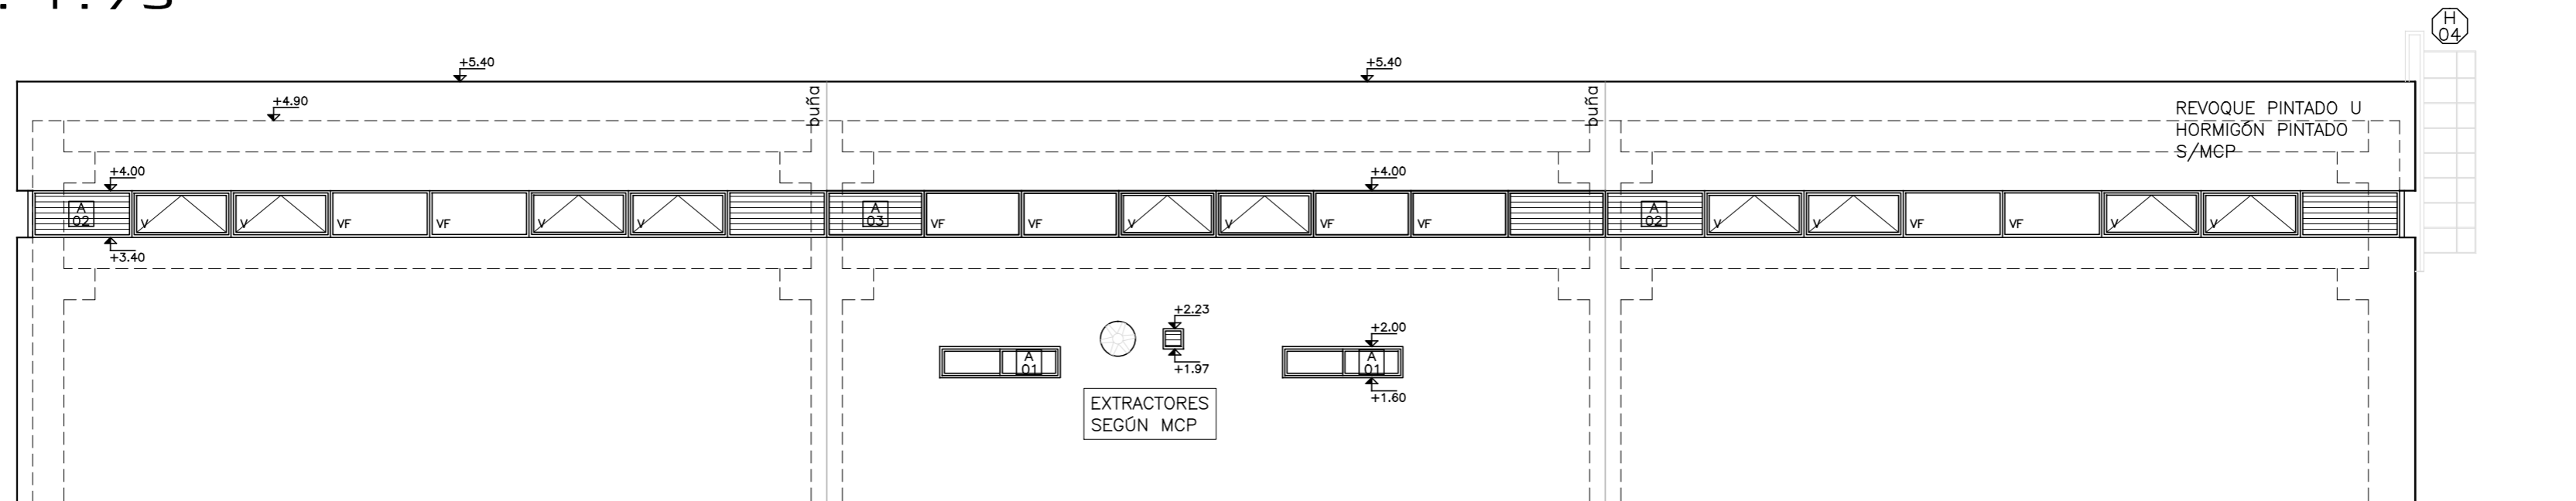 H
04
+5.40
+5.40
+4.90
buña
buña
REVOQUE PINTADO U
HORMIGÓN PINTADO
S/MCP
+4.00
+4.00
A
02
V
V
VF
VF
V
V
A
03
VF
VF
V
V
VF
VF
A
02
V
V
VF
VF
V
V
+3.40
+2.23
+2.00
A
01
A
01
+1.97
+1.60
EXTRACTORES
SEGÚN MCP